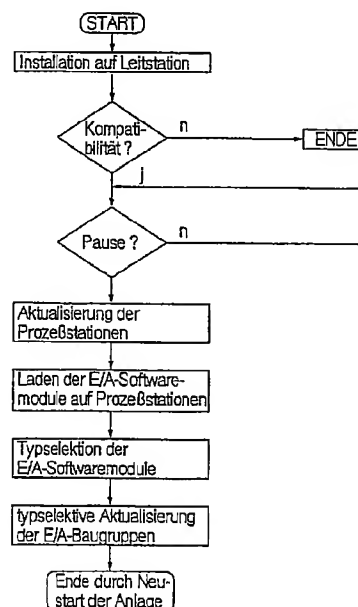 START
Installation auf Leitstation
Kompati-
bilität ?
n
ENDE
j
Pause ?
n
Aktualisierung der
Prozeßstationen
Laden der E/A-Software-
module auf Prozeßstationen
Typselektion der
E/A-Softwaremodule
typselektive Aktualisierung
der E/A-Baugruppen
Ende durch Neu-
start der Anlage